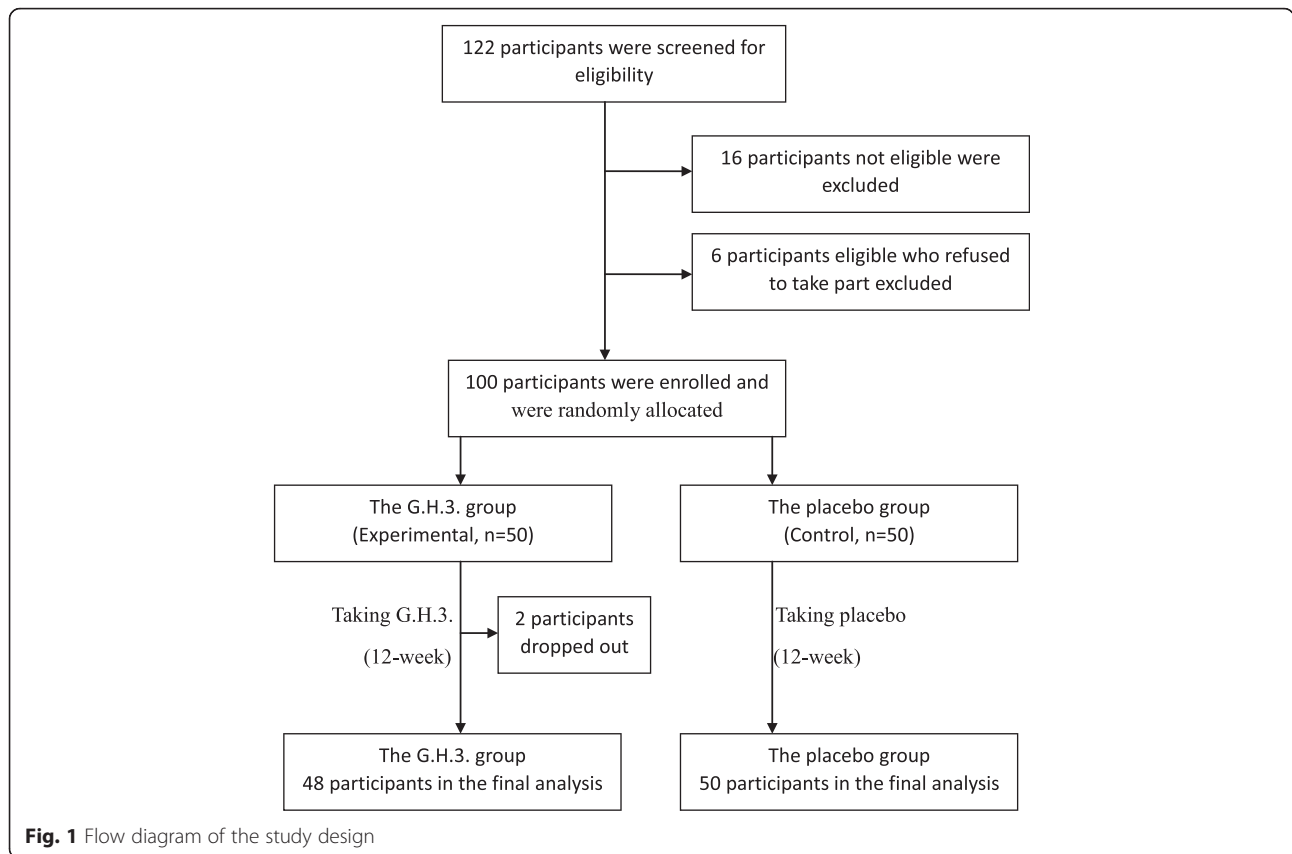 122 participants were screened for
eligibility
16 participants not eligible were
excluded
6 participants eligible who refused
to take part excluded
100 participants were enrolled and
were randomly allocated
The G.H.3. group
(Experimental, n=50)
The placebo group
(Control, n=50)
Taking G.H.3.
(12-week)
2 participants
dropped out
Taking placebo
(12-week)
The G.H.3. group
48 participants in the final analysis
The placebo group
50 participants in the final analysis
Fig. 1 Flow diagram of the study design